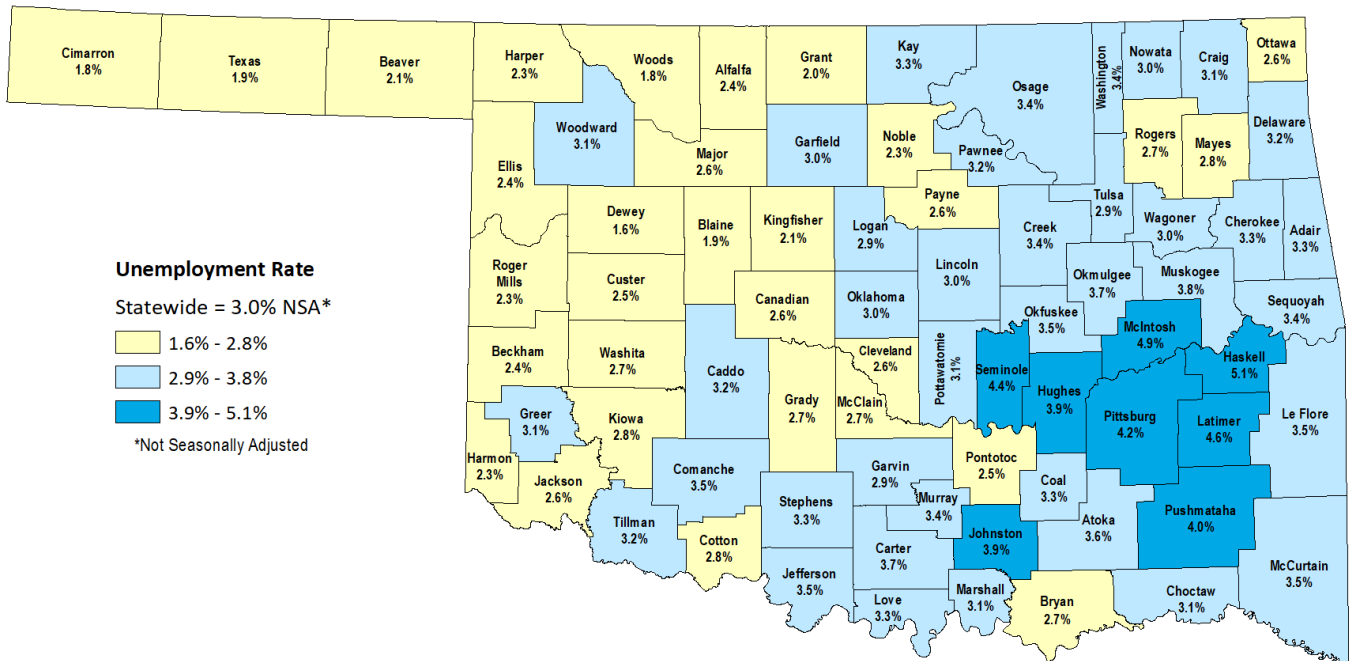 Cimarron
1.8%
Texas
1.9%
Beaver
2.1%
Harper
2.3%
Woods
1.8%
Alfalfa
2.4%
Grant
2.0%
Kay
3.3%
Osage
3.4%
Washington
3.4%
Nowata
3.0%
Craig
3.1%
Ottawa
2.6%
Woodward
3.1%
Ellis
2.4%
Major
2.6%
Garfield
3.0%
Noble
2.3%
Pawnee
3.2%
Rogers
2.7%
Mayes
2.8%
Delaware
3.2%
Dewey
1.6%
Blaine
1.9%
Kingfisher
2.1%
Logan
2.9%
Payne
2.6%
Creek
3.4%
Tulsa
2.9%
Wagoner
3.0%
Cherokee
3.3%
Adair
3.3%
Roger
Mills
2.3%
Custer
2.5%
Canadian
2.6%
Oklahoma
3.0%
Lincoln
3.0%
Okfuskee
3.5%
Okmulgee
3.7%
Muskogee
3.8%
Sequoyah
3.4%
Unemployment Rate
Statewide = 3.0% NSA*
1.6% - 2.8%
2.9% - 3.8%
3.9% - 5.1%
*Not Seasonally Adjusted
Beckham
2.4%
Washita
2.7%
Caddo
3.2%
Grady
2.7%
Cleveland
2.6%
McClain
2.7%
Pottawatomie
3.1%
Seminole
4.4%
Hughes
3.9%
McIntosh
4.9%
Haskell
5.1%
Pittsburg
4.2%
Latimer
4.6%
Le Flore
3.5%
Greer
3.1%
Kiowa
2.8%
Harmon
2.3%
Jackson
2.6%
Comanche
3.5%
Stephens
3.3%
Garvin
2.9%
Murray
3.4%
Pontotoc
2.5%
Coal
3.3%
Atoka
3.6%
Pushmataha
4.0%
Tillman
3.2%
Cotton
2.8%
Jefferson
3.5%
Carter
3.7%
Johnston
3.9%
Love
3.3%
Marshall
3.1%
Bryan
2.7%
Choctaw
3.1%
McCurtain
3.5%